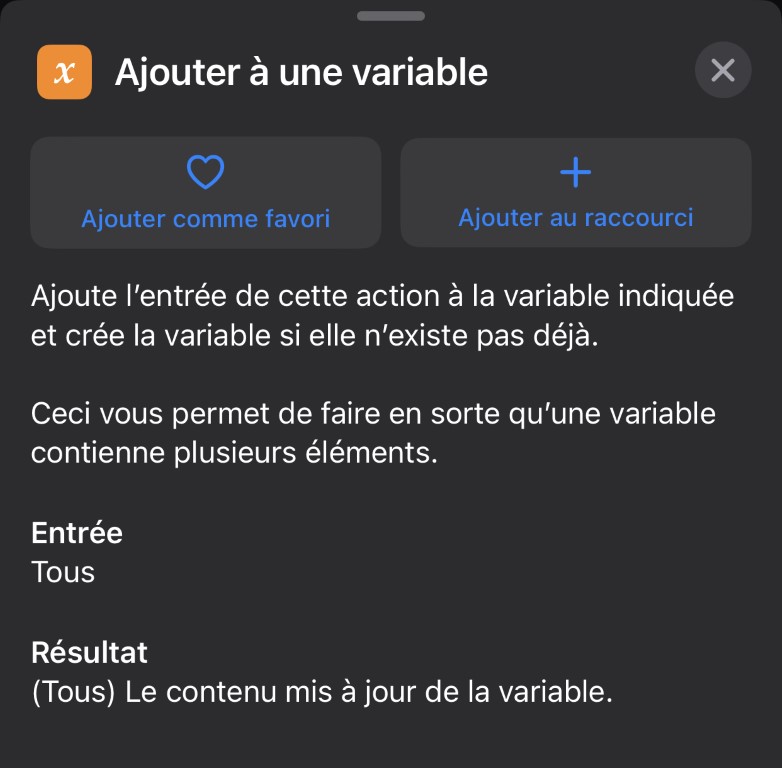 x Ajouter à une variable
Ajouter comme favori
Ajouter au raccourci
Ajoute l’entrée de cette action à la variable indiquée
et crée la variable si elle n’existe pas déjà.
Ceci vous permet de faire en sorte qu’une variable
contienne plusieurs éléments.
Entrée
Tous
Résultat
(Tous) Le contenu mis à jour de la variable.